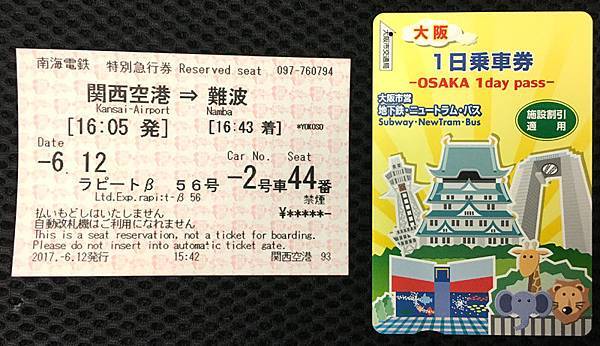 南海電鉄 特別急行券 Reserved seat 097-760794
関西空港 ⇒ 難波
Kansai-Airport Namba
[16:05 発] [16:43 着] *YOKOSO
Date Car No. Seat
-6. 12 -2号車 44番
ラピートβ 56号 禁煙
Ltd.Exp.rapi:t-β 56
払いもどしはいたしません ¥*****-
自動改札機はご利用になれません
This is a seat reservation, not a ticket for boarding.
Please do not insert into automatic ticket gate.
2017.-6.12発行 15:42 関西空港 93
大阪市交通局
大阪
1日乗車券
-OSAKA 1day pass-
大阪市営
地下鉄・ニュートラム・バス
Subway・NewTram・Bus
施設割引
適用